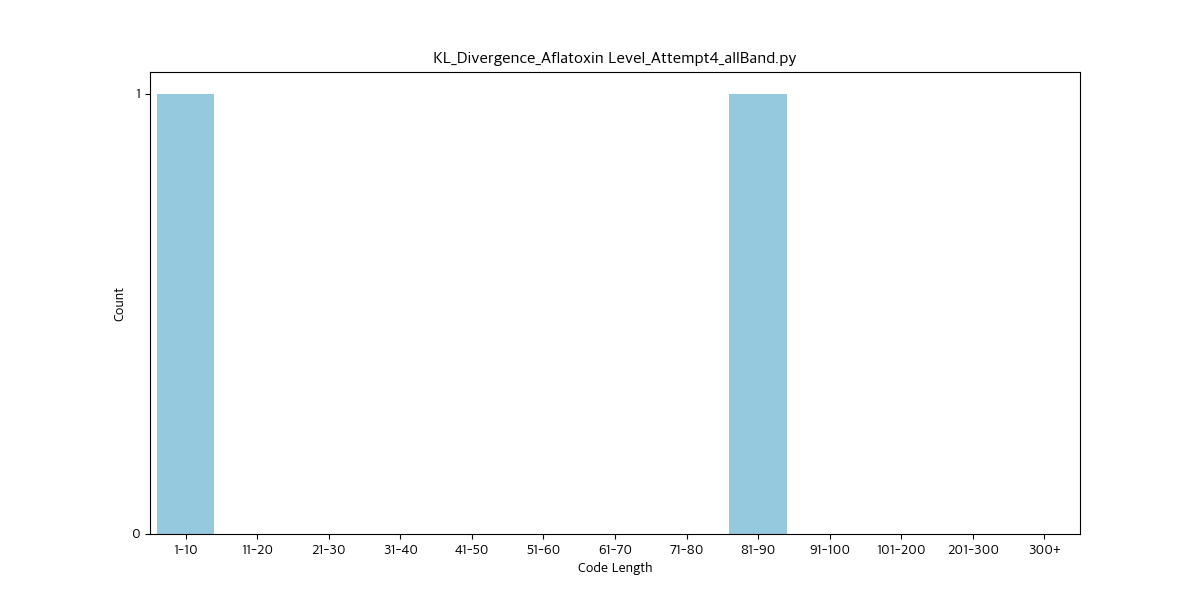 KL_Divergence_Aflatoxin Level_Attempt4_allBand.py
Count
1
0
1-10 11-20 21-30 31-40 41-50 51-60 61-70 71-80 81-90 91-100 101-200 201-300 300+
Code Length